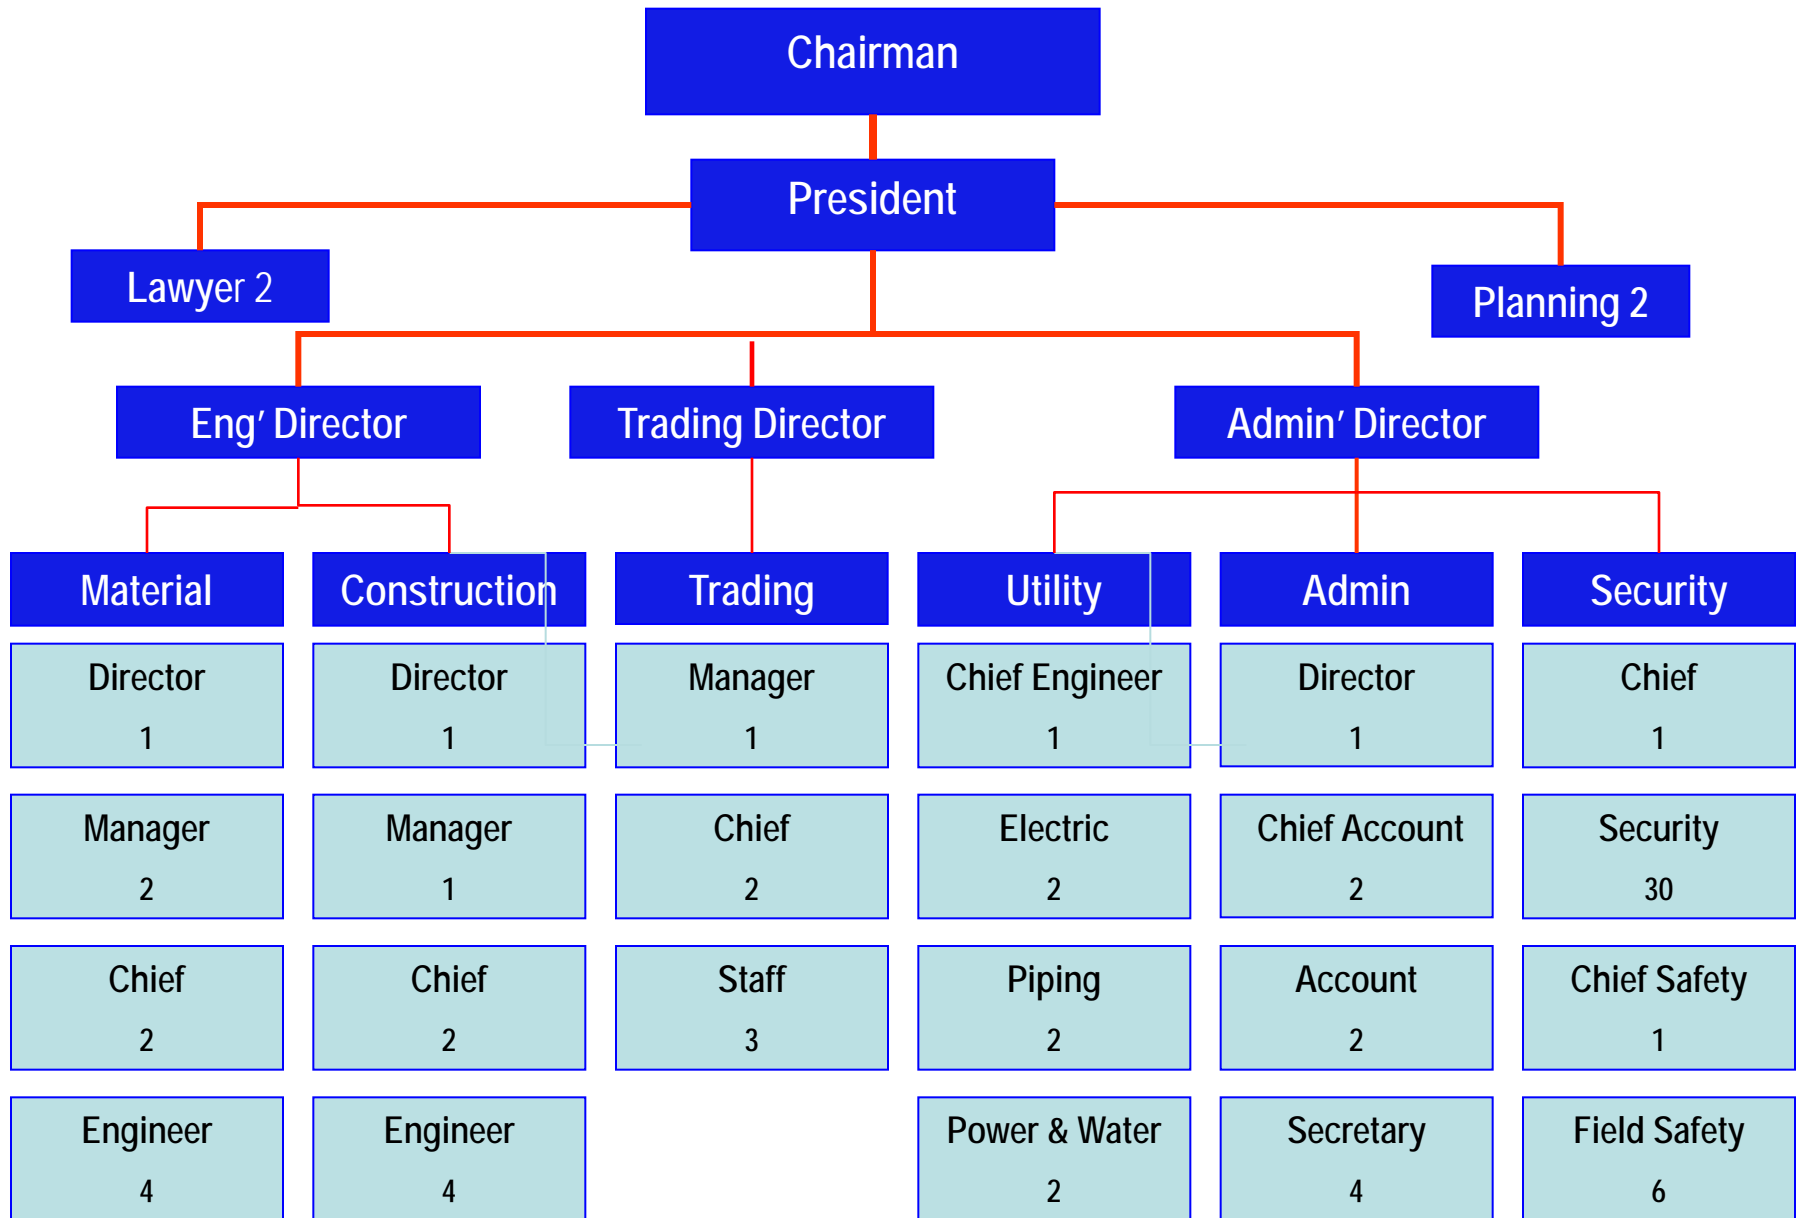 Chairman
President
Lawyer 2
Planning 2
Eng' Director
Trading Director
Admin' Director
Material
Construction
Trading
Utility
Admin
Security
Director
1
Director
1
Manager
1
Chief Engineer
1
Director
1
Chief
1
Manager
2
Manager
1
Chief
2
Electric
2
Chief Account
2
Security
30
Chief
2
Chief
2
Staff
3
Piping
2
Account
2
Chief Safety
1
Engineer
4
Engineer
4
Power & Water
2
Secretary
4
Field Safety
6